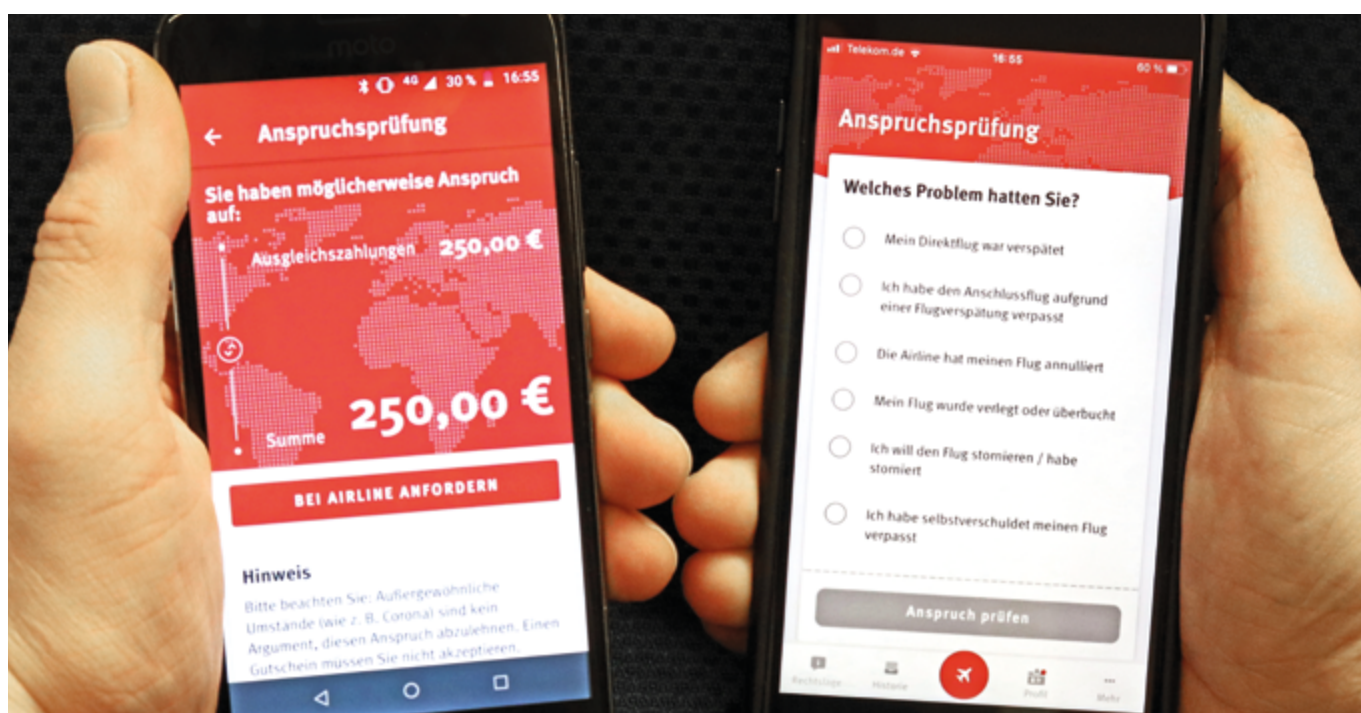 moto
4G 30 % 16:55
Anspruchsprüfung
Sie haben möglicherweise Anspruch
auf:
Ausgleichszahlungen 250,00 €
Summe 250,00 €
BEI AIRLINE ANFORDERN
Hinweis
Bitte beachten Sie: Außergewöhnliche
Umstände (wie z. B. Corona) sind kein
Argument, diesen Anspruch abzulehnen. Einen
Gutschein müssen Sie nicht akzeptieren.
Telekom.de 16:55 60 %
Anspruchsprüfung
Welches Problem hatten Sie?
Mein Direktflug war verspätet
Ich habe den Anschlussflug aufgrund
einer Flugverspätung verpasst
Die Airline hat meinen Flug annulliert
Mein Flug wurde verlegt oder überbucht
Ich will den Flug stornieren / habe
storniert
Ich habe selbstverschuldet meinen Flug
verpasst
Anspruch prüfen
Rechtslage Historie Profil Mehr